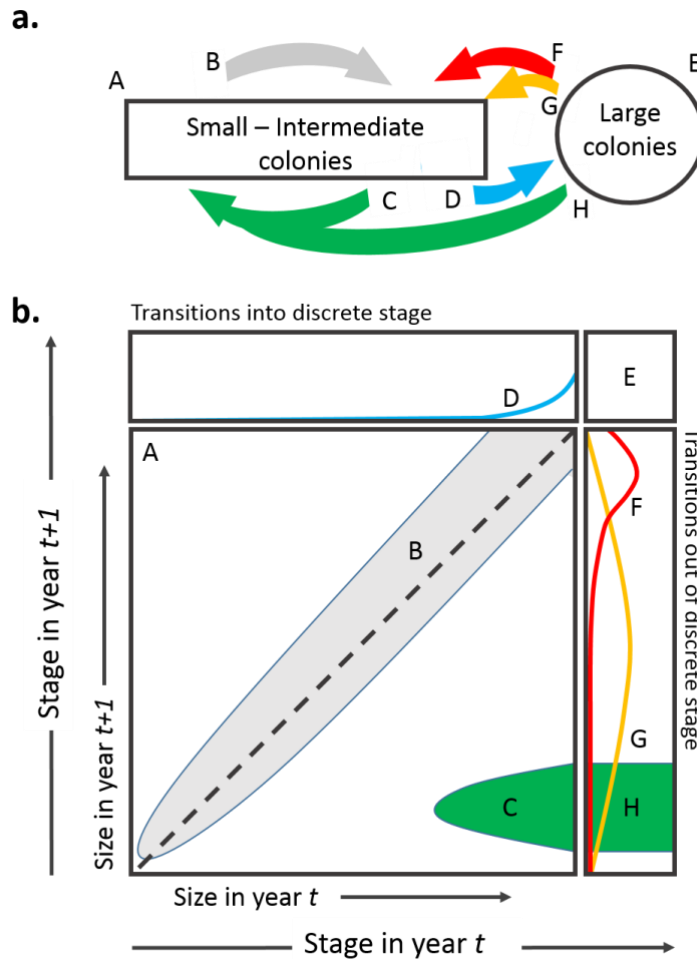 a.
A
B
F
E
G
Small – Intermediate
colonies
Large
colonies
C
D
H
b.
Transitions into discrete stage
D
E
A
B
F
G
C
H
Stage in year t+1
Size in year t+1
Transitions out of discrete stage
Size in year t
Stage in year t